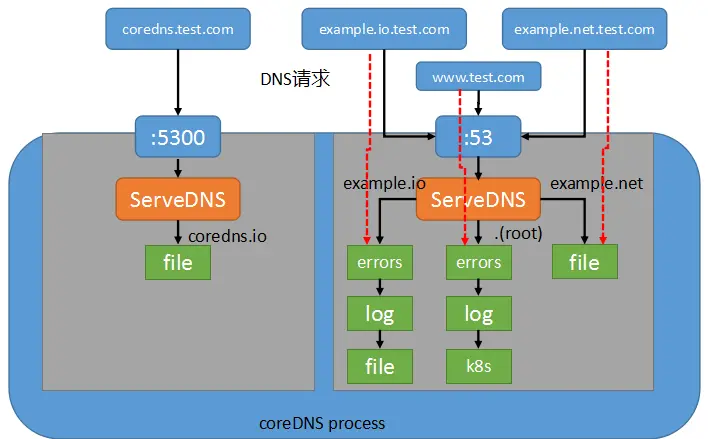 coredns.test.com
example.io.test.com
example.net.test.com
DNS请求
www.test.com
:5300
:53
example.io
example.net
ServeDNS
ServeDNS
coredns.io
.(root)
file
errors
errors
file
log
log
file
k8s
coreDNS process